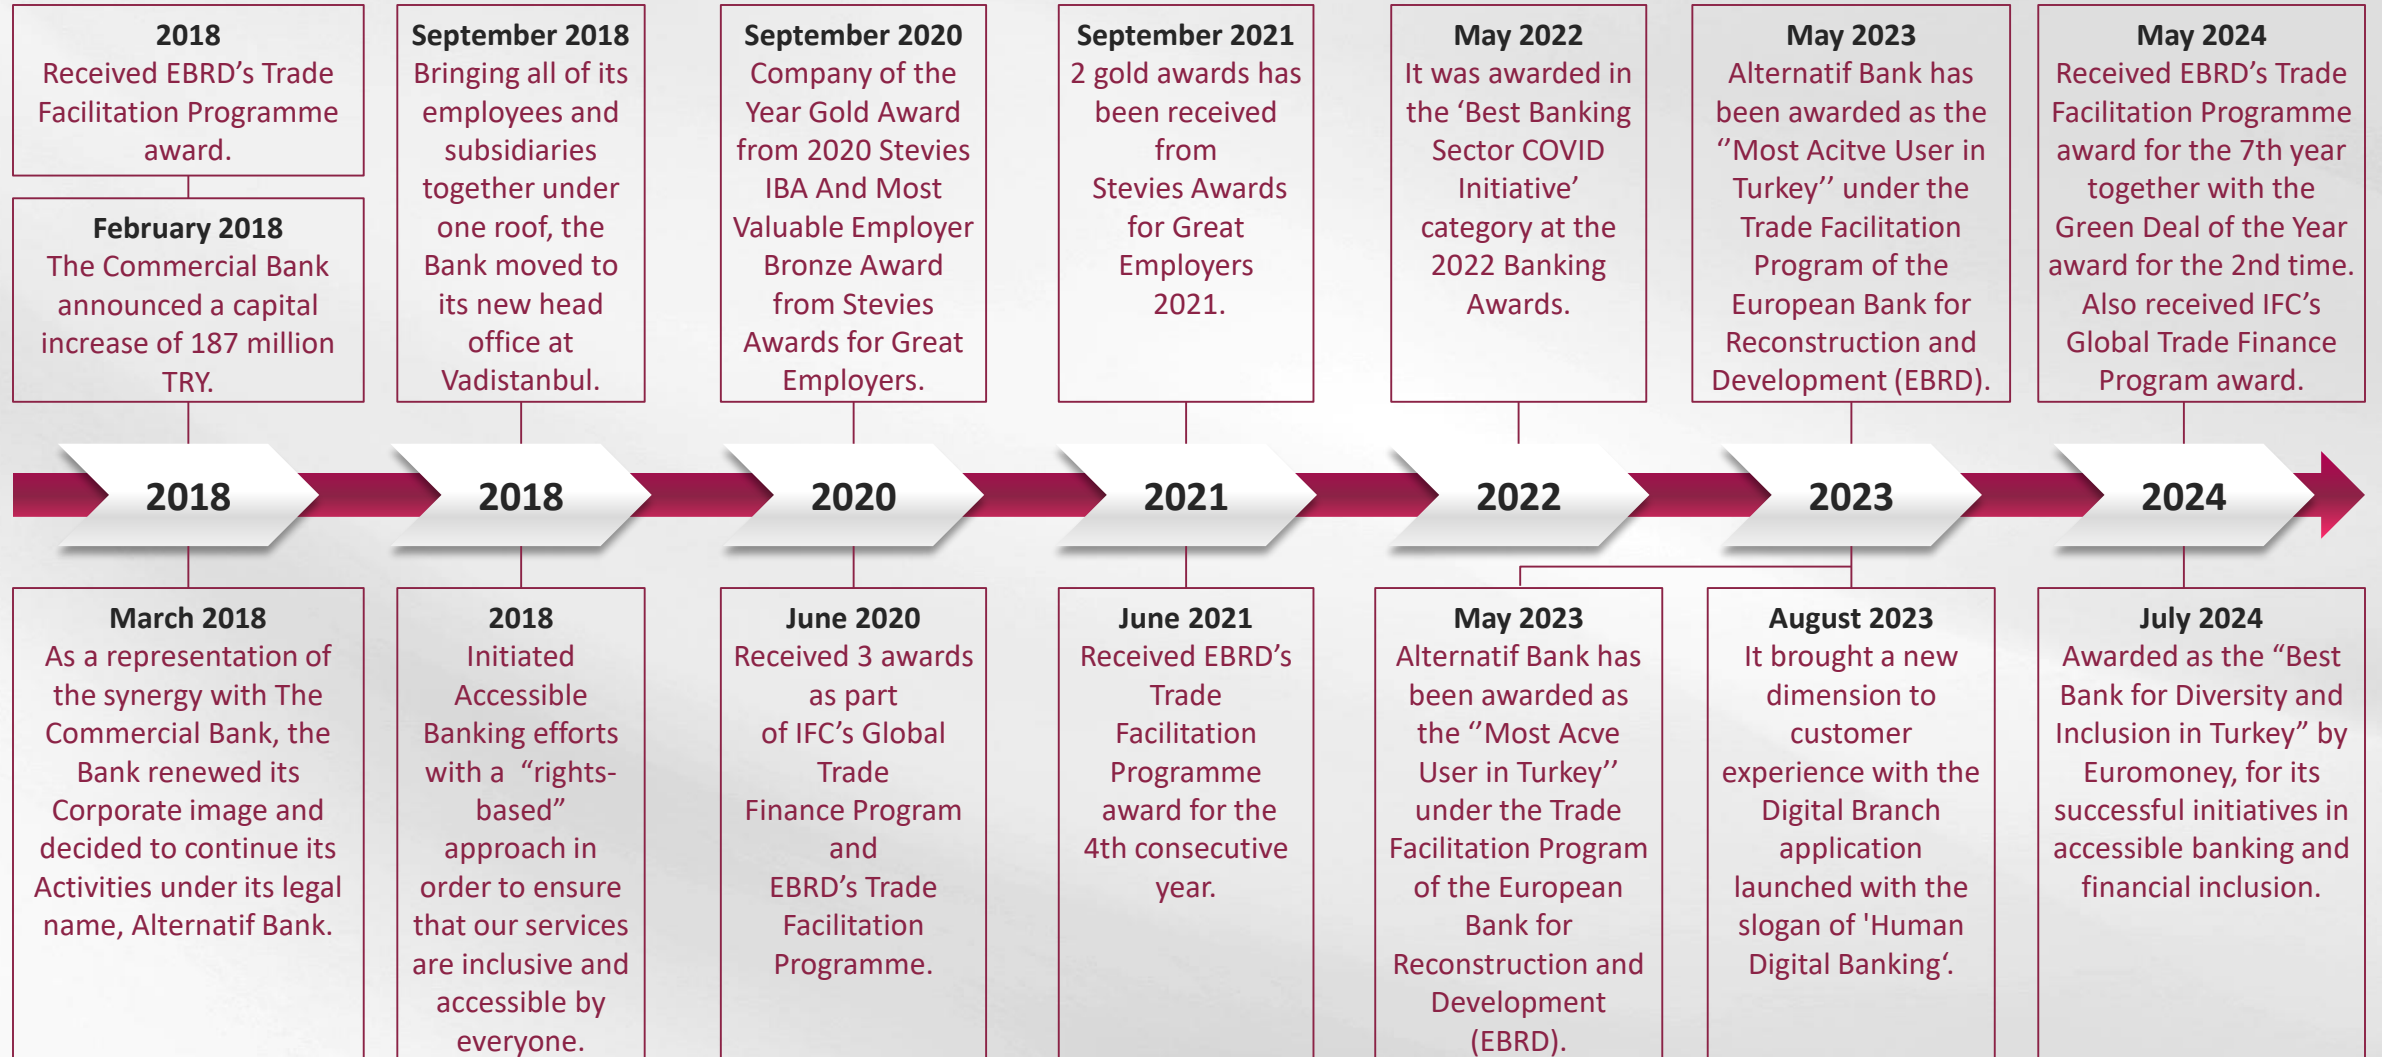 2018
Received EBRD’s Trade
Facilitation Programme
award.
February 2018
The Commercial Bank
announced a capital
increase of 187 million
TRY.
September 2018
Bringing all of its
employees and
subsidiaries
together under
one roof, the
Bank moved to
its new head
office at
Vadistanbul.
September 2020
Company of the
Year Gold Award
from 2020 Stevies
IBA And Most
Valuable Employer
Bronze Award
from Stevies
Awards for Great
Employers.
September 2021
2 gold awards has
been received
from
Stevies Awards
for Great
Employers
2021.
May 2022
It was awarded in
the ‘Best Banking
Sector COVID
Initiative’
category at the
2022 Banking
Awards.
May 2023
Alternatif Bank has
been awarded as the
‘’Most Acitve User in
Turkey’’ under the
Trade Facilitation
Program of the
European Bank for
Reconstruction and
Development (EBRD).
May 2024
Received EBRD’s Trade
Facilitation Programme
award for the 7th year
together with the
Green Deal of the Year
award for the 2nd time.
Also received IFC’s
Global Trade Finance
Program award.
2018
2018
2020
2021
2022
2023
2024
March 2018
As a representation of
the synergy with The
Commercial Bank, the
Bank renewed its
Corporate image and
decided to continue its
Activities under its legal
name, Alternatif Bank.
2018
Initiated
Accessible
Banking efforts
with a “rights-
based”
approach in
order to ensure
that our services
are inclusive and
accessible by
everyone.
June 2020
Received 3 awards
as part
of IFC’s Global
Trade
Finance Program
and
EBRD’s Trade
Facilitation
Programme.
June 2021
Received EBRD’s
Trade
Facilitation
Programme
award for the
4th consecutive
year.
May 2023
Alternatif Bank has
been awarded as
the ‘’Most Acve
User in Turkey’’
under the Trade
Facilitation Program
of the European
Bank for
Reconstruction and
Development
(EBRD).
August 2023
It brought a new
dimension to
customer
experience with the
Digital Branch
application
launched with the
slogan of 'Human
Digital Banking‘.
July 2024
Awarded as the “Best
Bank for Diversity and
Inclusion in Turkey” by
Euromoney, for its
successful initiatives in
accessible banking and
financial inclusion.